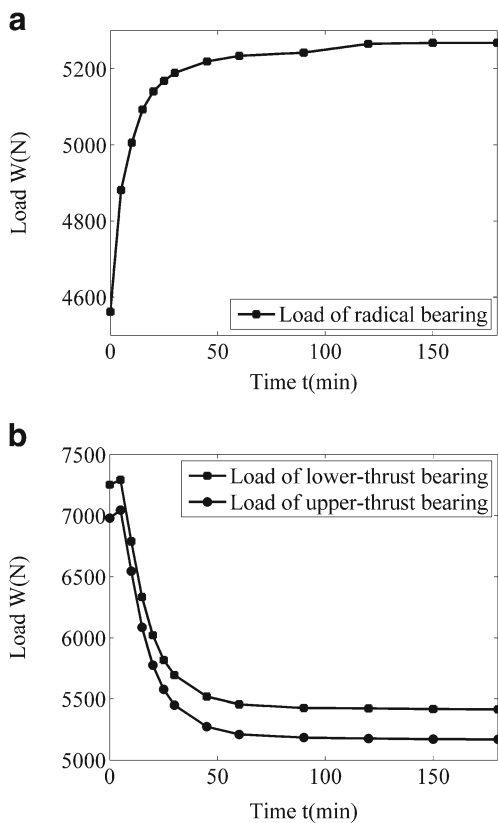 a
5200
5000
4800
4600
Load W(N)
Load of radical bearing
0
50
100
150
Time t(min)
b
7500
7000
6500
6000
5500
5000
Load W(N)
Load of lower-thrust bearing
Load of upper-thrust bearing
0
50
100
150
Time t(min)